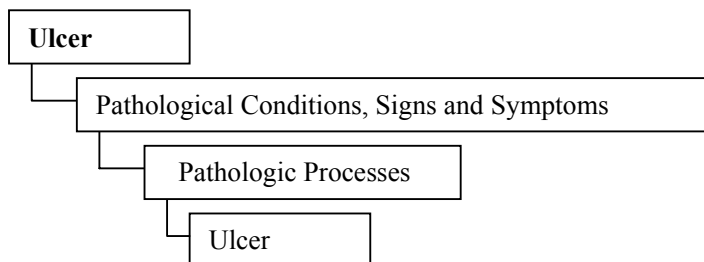 Ulcer
Pathological Conditions, Signs and Symptoms
Pathologic Processes
Ulcer